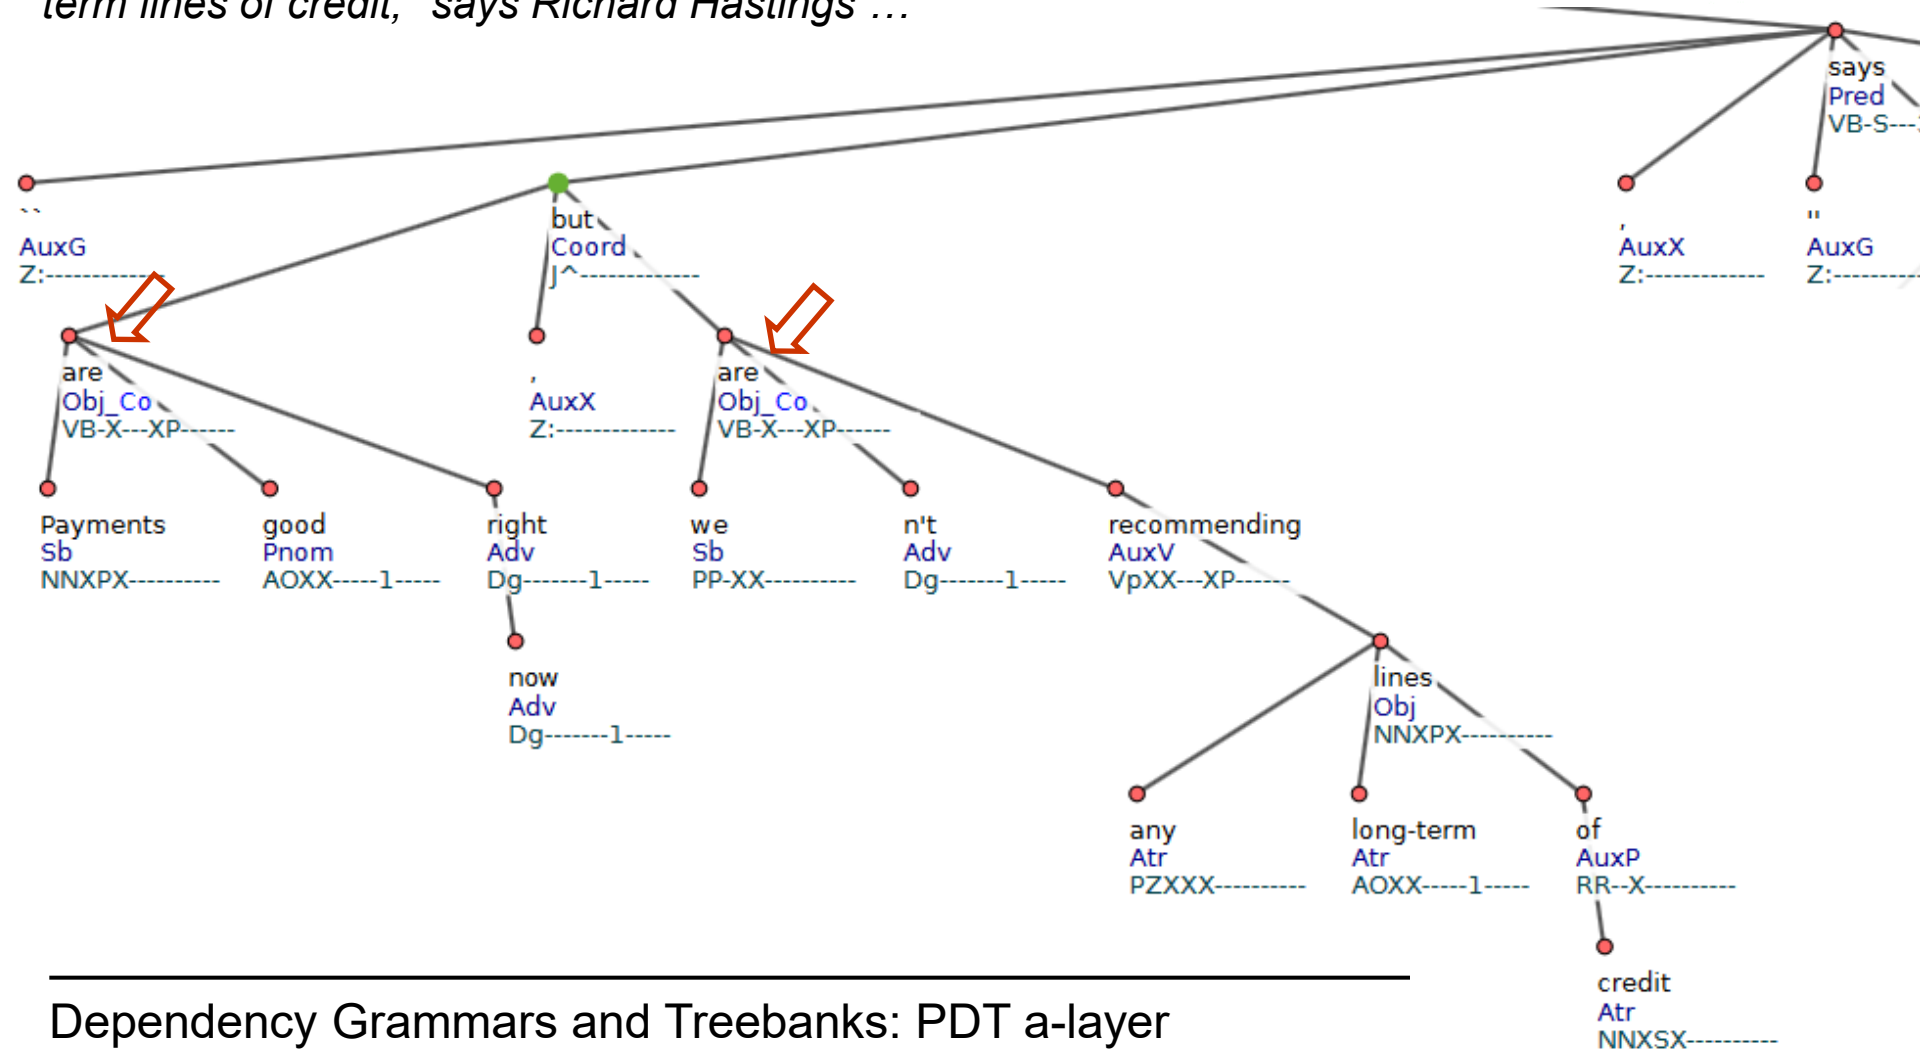 term lines of credit," says Richard Hastings …
says
Pred
VB-S---
``
AuxG
Z:-------------
but
Coord
J^-------------
,
AuxX
Z:-------------
"
AuxG
Z:----------
are
Obj_Co
VB-X---XP------
,
AuxX
Z:-------------
are
Obj_Co
VB-X---XP------
Payments
Sb
NNXPX----------
good
Pnom
AOXX-----1-----
right
Adv
Dg-------1-----
we
Sb
PP-XX----------
n't
Adv
Dg-------1-----
recommending
AuxV
VpXX---XP------
now
Adv
Dg-------1-----
lines
Obj
NNXPX----------
any
Atr
PZXXX----------
long-term
Atr
AOXX-----1-----
of
AuxP
RR--X----------
credit
Atr
NNXSX----------
Dependency Grammars and Treebanks: PDT a-layer